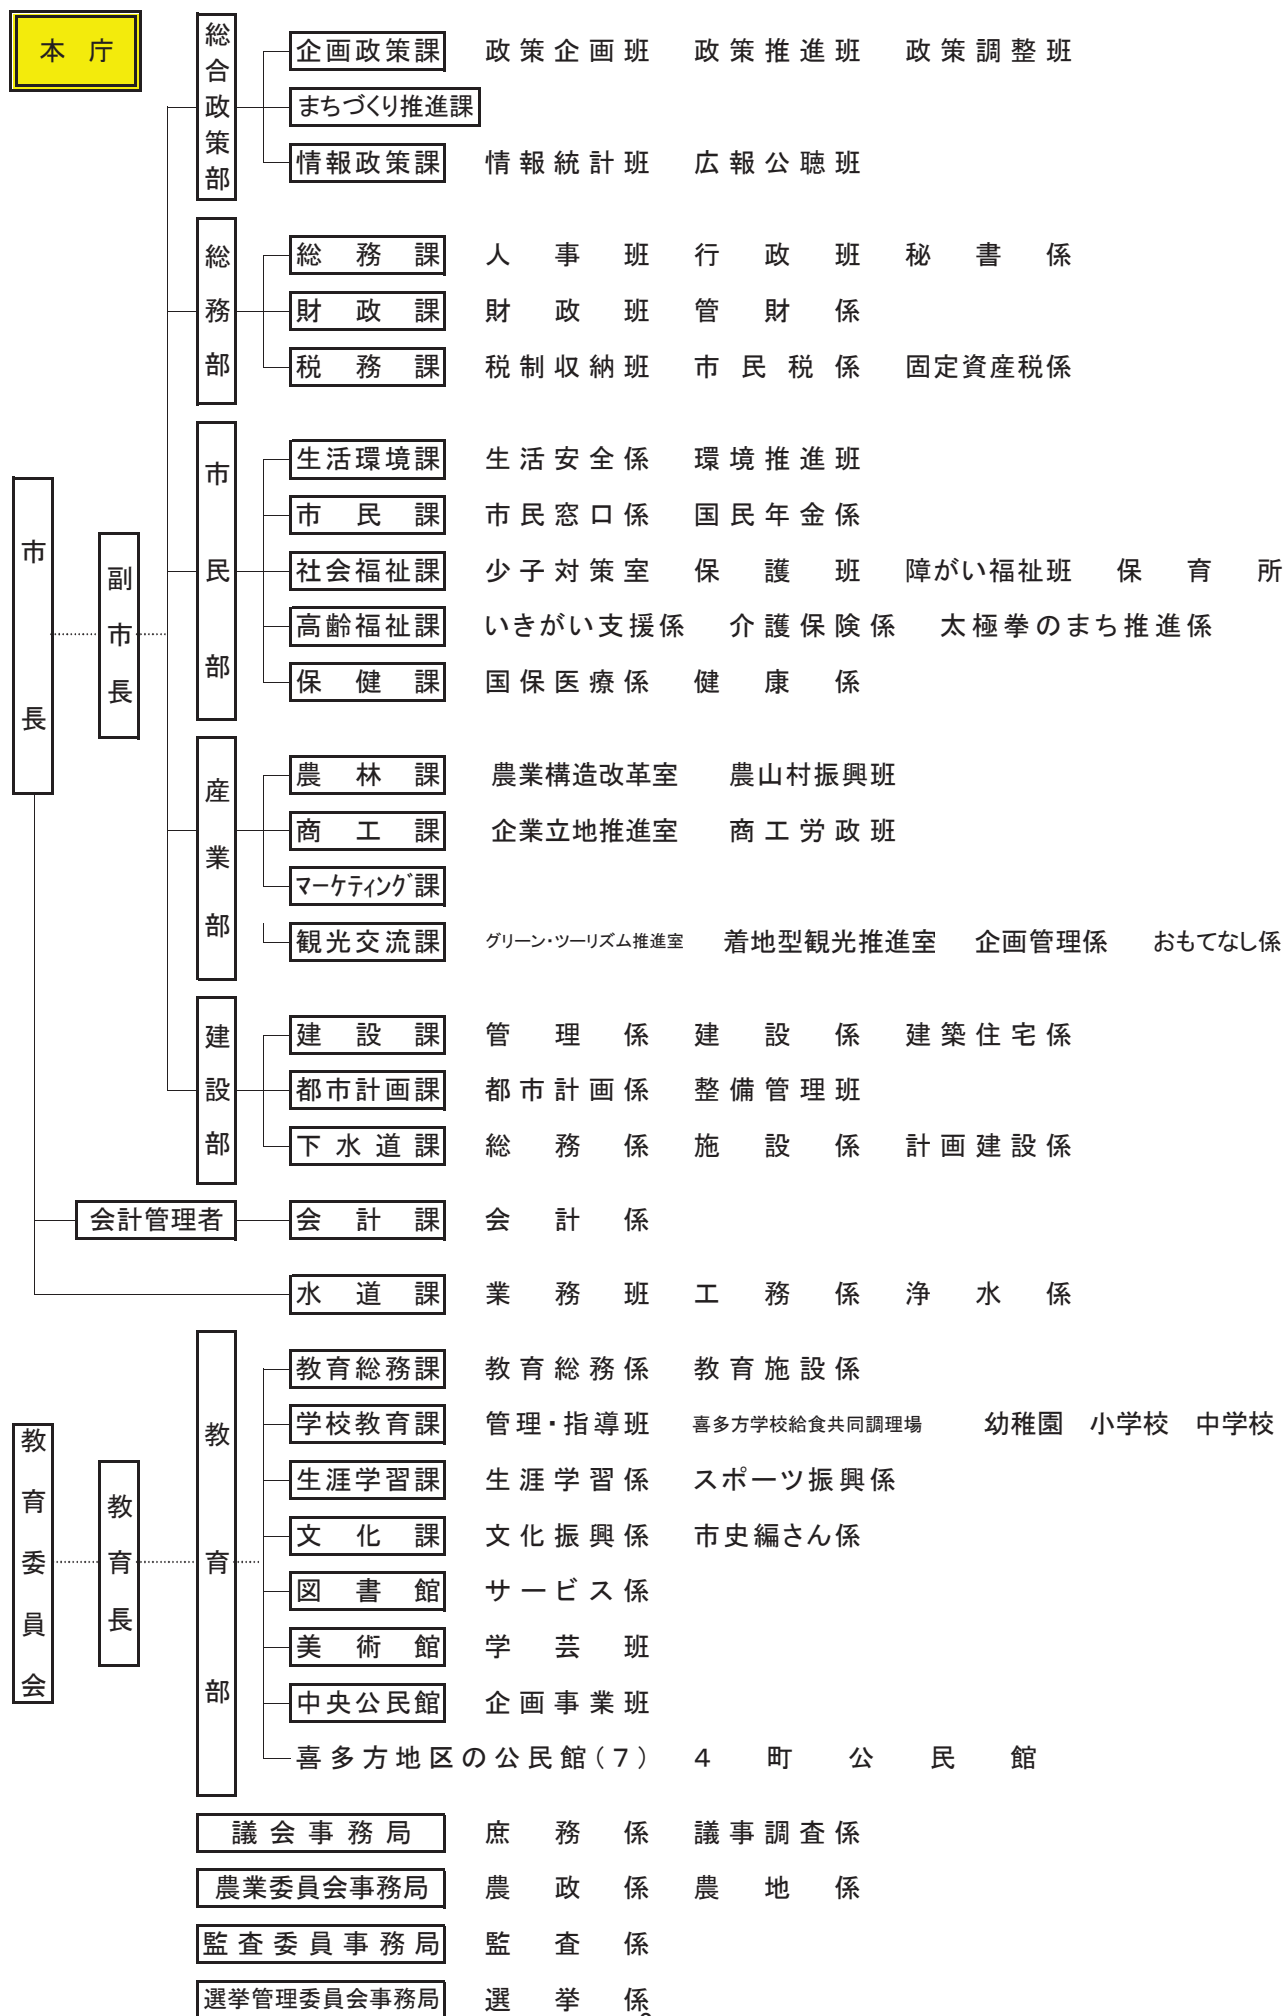 本庁
総合政策部
企画政策課 政策企画班 政策推進班 政策調整班
まちづくり推進課
情報政策課 情報統計班 広報公聴班
総務部
総務課 人事班 行政班 秘書係
財政課 財政班 管財係
税務課 税制収納班 市民税係 固定資産税係
市長
副市長
市民部
生活環境課 生活安全係 環境推進班
市民課 市民窓口係 国民年金係
社会福祉課 少子対策室 保護班 障がい福祉班 保育所
高齢福祉課 いきがい支援係 介護保険係 太極拳のまち推進係
保健課 国保医療係 健康係
産業部
農林課 農業構造改革室 農山村振興班
商工課 企業立地推進室 商工労政班
マーケティング課
観光交流課 グリーン・ツーリズム推進室 着地型観光推進室 企画管理係 おもてなし係
建設部
建設課 管理係 建設係 建築住宅係
都市計画課 都市計画係 整備管理班
下水道課 総務係 施設係 計画建設係
会計管理者 会計課 会計係
水道課 業務班 工務係 浄水係
教育委員会
教育長
教育部
教育総務課 教育総務係 教育施設係
学校教育課 管理・指導班 喜多方学校給食共同調理場 幼稚園 小学校 中学校
生涯学習課 生涯学習係 スポーツ振興係
文化課 文化振興係 市史編さん係
図書館 サービス係
美術館 学芸班
中央公民館 企画事業班
喜多方地区の公民館(7) 4町公民館
議会事務局 庶務係 議事調査係
農業委員会事務局 農政係 農地係
監査委員事務局 監査係
選挙管理委員会事務局 選挙係